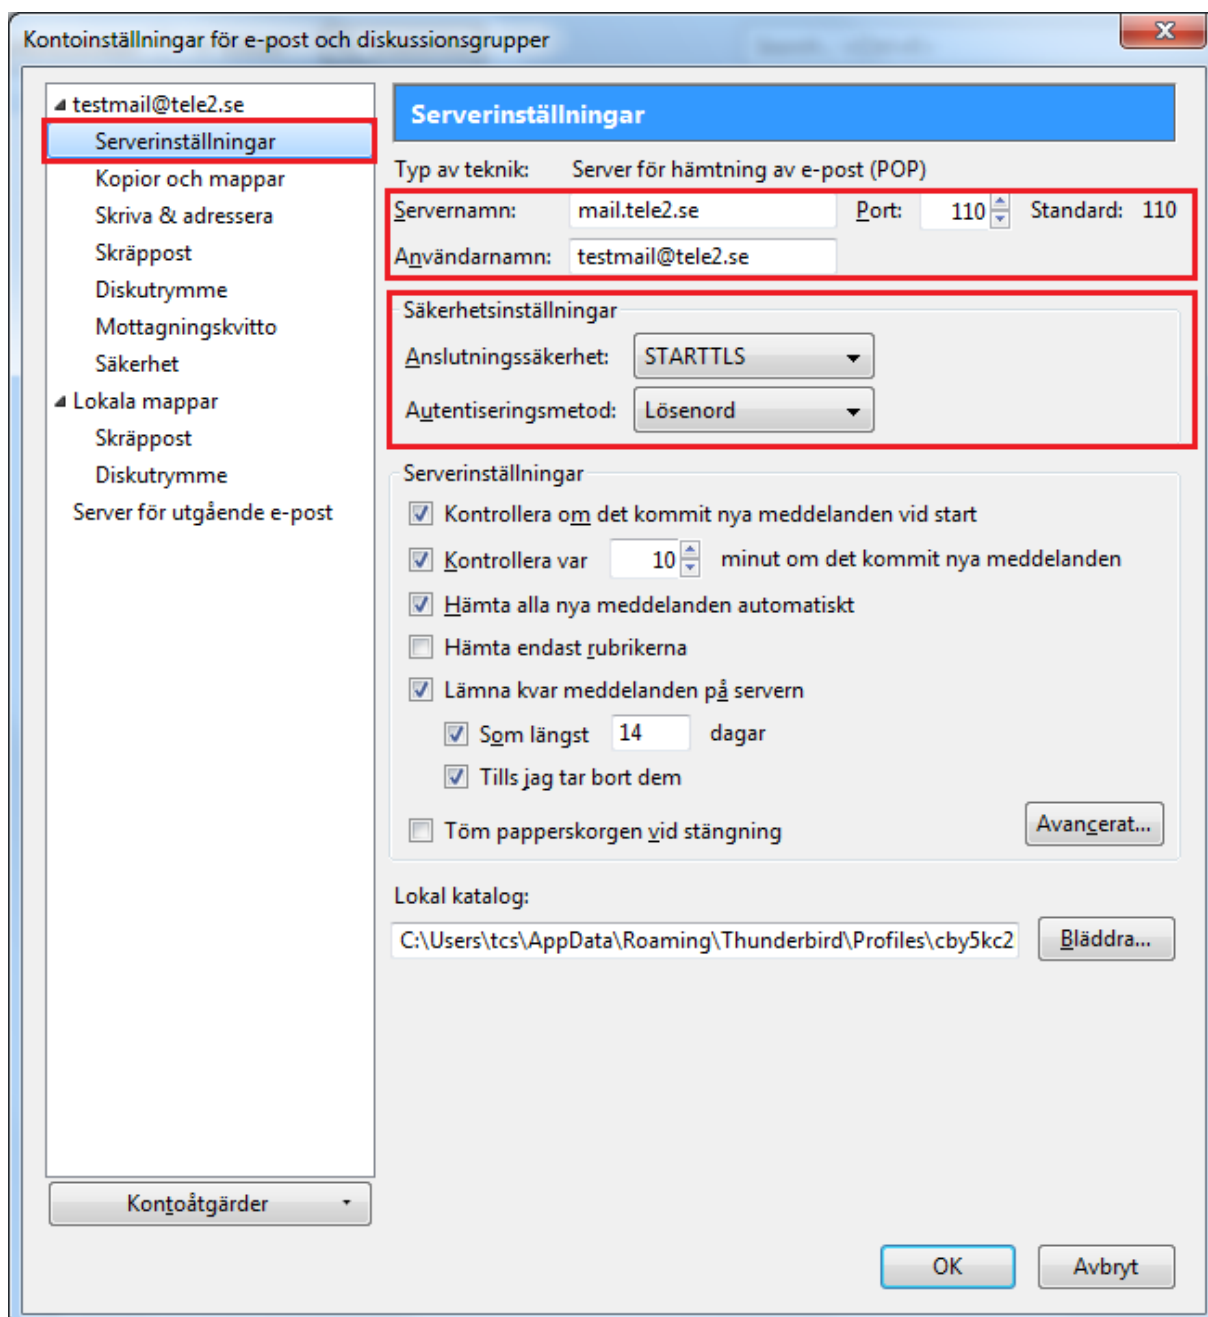 Kontoinställningar för e-post och diskussionsgrupper
testmail@tele2.se
Serverinställningar
Kopior och mappar
Skriva & adressera
Skräppost
Diskutrymme
Mottagningskvitto
Säkerhet
Lokala mappar
Skräppost
Diskutrymme
Server för utgående e-post
Kontoåtgärder
Serverinställningar
Typ av teknik: Server för hämtning av e-post (POP)
Servernamn: mail.tele2.se Port: 110 Standard: 110
Användarnamn: testmail@tele2.se
Säkerhetsinställningar
Anslutningssäkerhet: STARTTLS
Autentiseringsmetod: Lösenord
Serverinställningar
Kontrollera om det kommit nya meddelanden vid start
Kontrollera var 10 minut om det kommit nya meddelanden
Hämta alla nya meddelanden automatiskt
Hämta endast rubrikerna
Lämna kvar meddelanden på servern
Som längst 14 dagar
Tills jag tar bort dem
Töm papperskorgen vid stängning Avancerat...
Lokal katalog:
C:\Users\tcs\AppData\Roaming\Thunderbird\Profiles\cby5kc2 Bläddra...
OK Avbryt